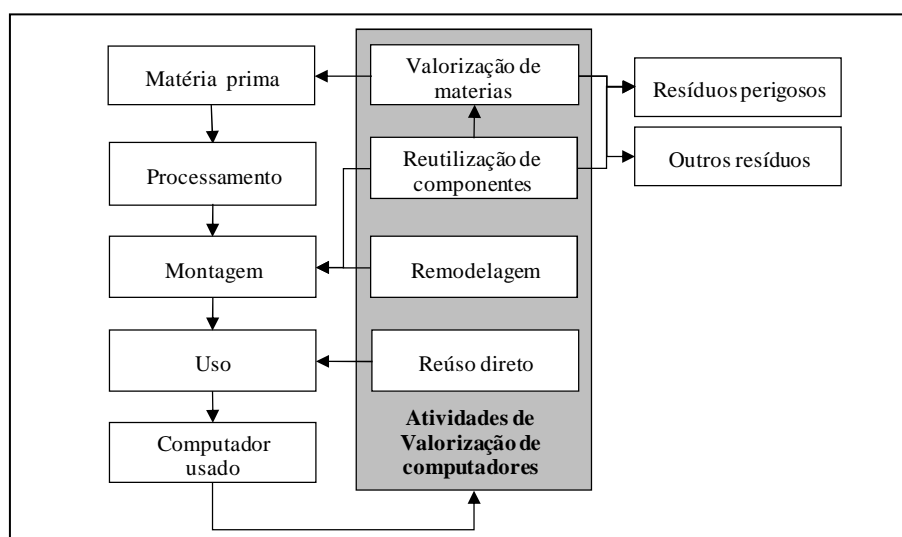 Matéria prima
Processamento
Montagem
Uso
Computador
usado
Valorização de
materias
Reutilização de
componentes
Remodelagem
Reúso direto
Atividades de
Valorização de
computadores
Resíduos perigosos
Outros resíduos